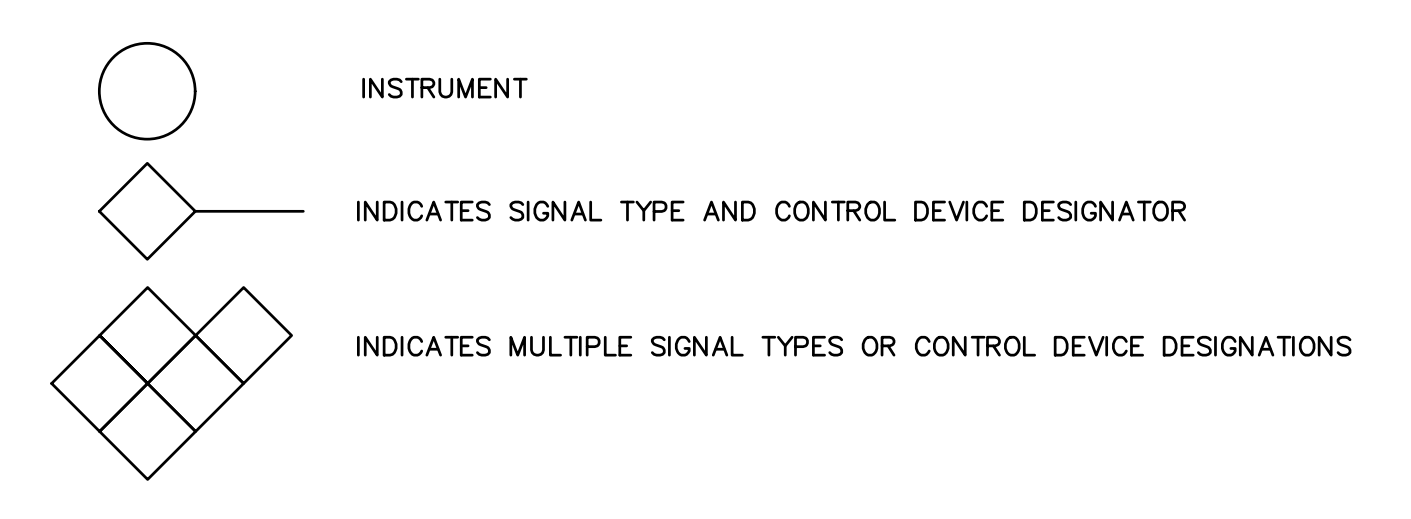 INSTRUMENT
INDICATES SIGNAL TYPE AND CONTROL DEVICE DESIGNATOR
INDICATES MULTIPLE SIGNAL TYPES OR CONTROL DEVICE DESIGNATIONS